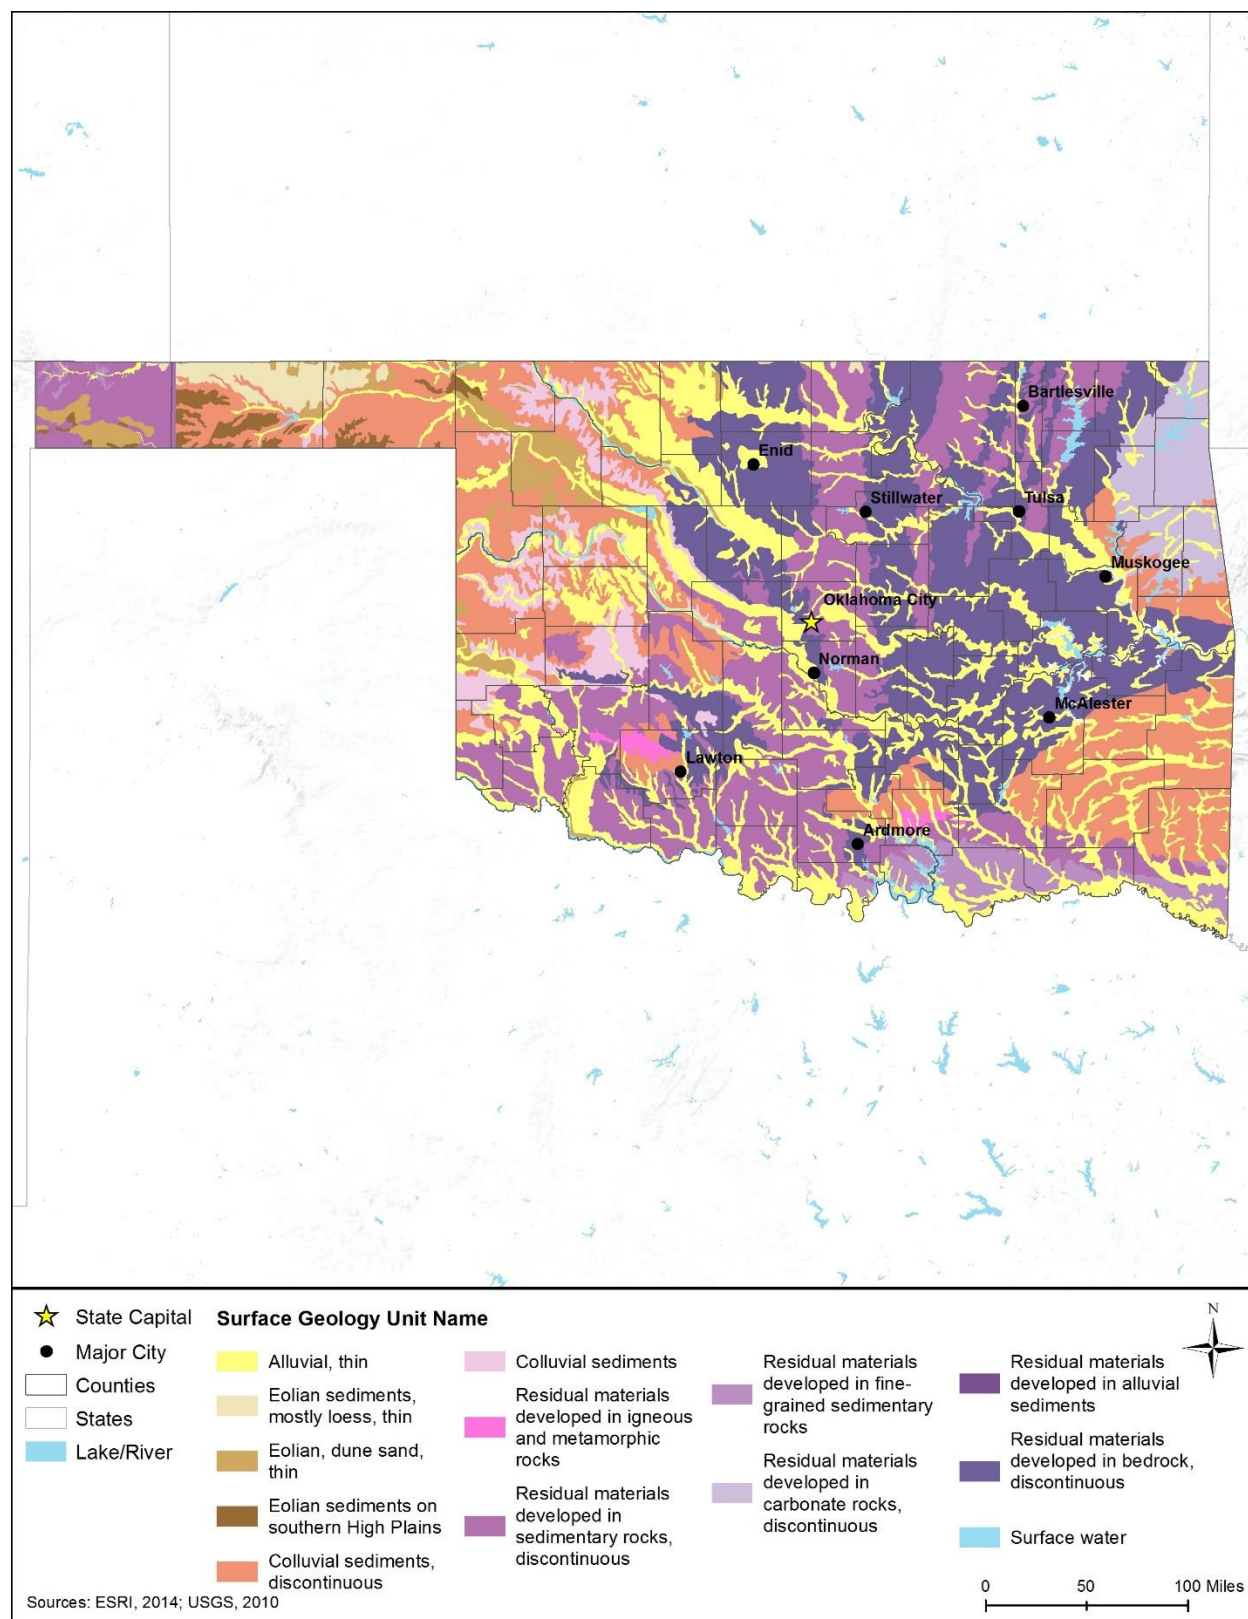 Bartlesville
Enid
Stillwater
Tulsa
Muskogee
Oklahoma City
Norman
McAlester
Lawton
Ardmore
State Capital
Major City
Counties
States
Lake/River
Surface Geology Unit Name
Alluvial, thin
Eolian sediments,
mostly loess, thin
Eolian, dune sand,
thin
Eolian sediments on
southern High Plains
Colluvial sediments,
discontinuous
Colluvial sediments
Residual materials
developed in igneous
and metamorphic
rocks
Residual materials
developed in
sedimentary rocks,
discontinuous
Residual materials
developed in fine-
grained sedimentary
rocks
Residual materials
developed in
carbonate rocks,
discontinuous
Residual materials
developed in alluvial
sediments
Residual materials
developed in bedrock,
discontinuous
Surface water
N
0 50 100 Miles
Sources: ESRI, 2014; USGS, 2010